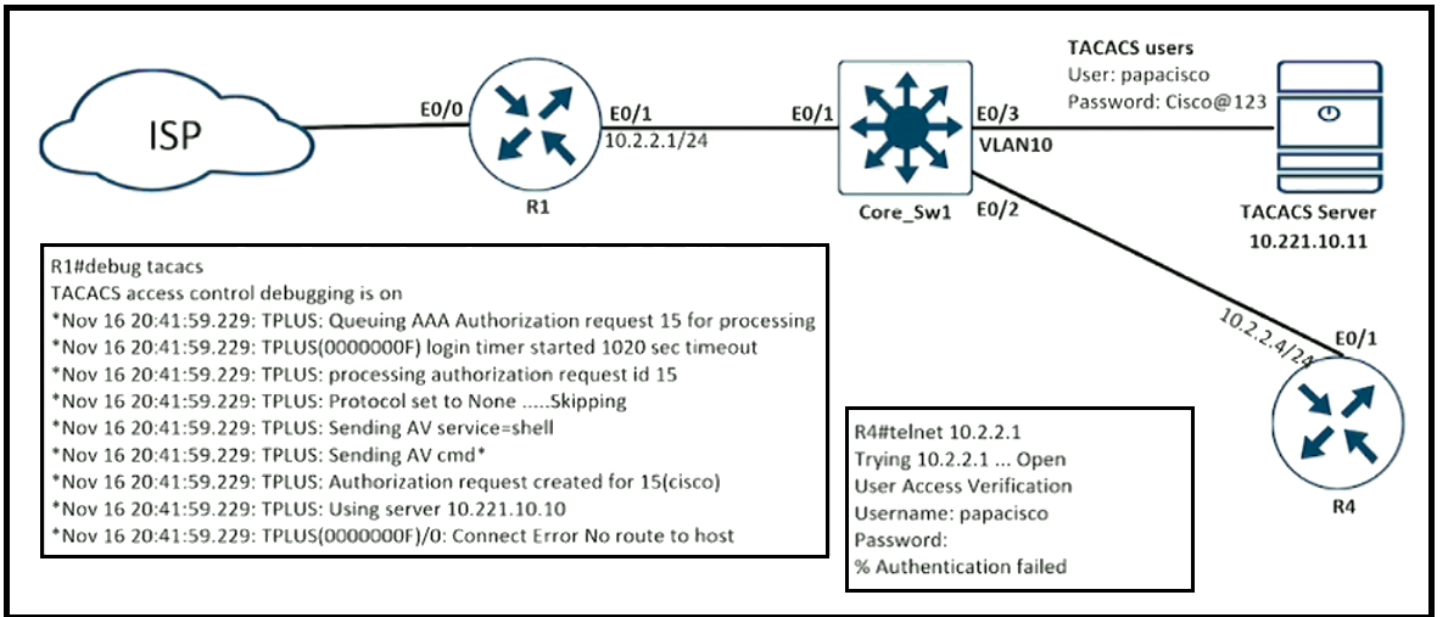 TACACS users
User: papacisco
Password: Cisco@123
ISP
E0/0
E0/1
10.2.2.1/24
R1
E0/1
E0/3
VLAN10
Core_Sw1
E0/2
TACACS Server
10.221.10.11
10.2.2.4/24
E0/1
R4
R1#debug tacacs
TACACS access control debugging is on
*Nov 16 20:41:59.229: TPLUS: Queuing AAA Authorization request 15 for processing
*Nov 16 20:41:59.229: TPLUS(0000000F) login timer started 1020 sec timeout
*Nov 16 20:41:59.229: TPLUS: processing authorization request id 15
*Nov 16 20:41:59.229: TPLUS: Protocol set to None .....Skipping
*Nov 16 20:41:59.229: TPLUS: Sending AV service=shell
*Nov 16 20:41:59.229: TPLUS: Sending AV cmd*
*Nov 16 20:41:59.229: TPLUS: Authorization request created for 15(cisco)
*Nov 16 20:41:59.229: TPLUS: Using server 10.221.10.10
*Nov 16 20:41:59.229: TPLUS(0000000F)/0: Connect Error No route to host
R4#telnet 10.2.2.1
Trying 10.2.2.1 ... Open
User Access Verification
Username: papacisco
Password:
% Authentication failed